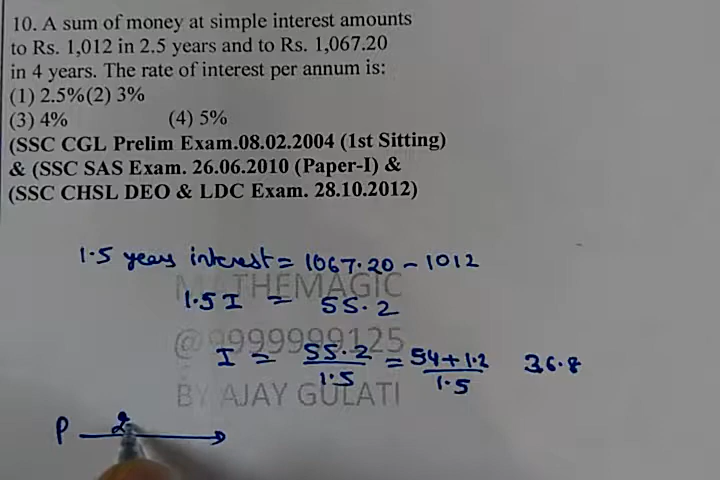 10. A sum of money at simple interest amounts
to Rs. 1,012 in 2.5 years and to Rs. 1,067.20
in 4 years. The rate of interest per annum is:
(1) 2.5%(2) 3%
(3) 4% (4) 5%
(SSC CGL Prelim Exam.08.02.2004 (1st Sitting)
& (SSC SAS Exam. 26.06.2010 (Paper-I) &
(SSC CHSL DEO & LDC Exam. 28.10.2012)
1.5 years interest = 1067.20 - 1012
MATHEMAGIC
1.5 I = 55.2
@9999999125
I = 55.2/1.5 = 54+1.2/1.5 36.8
BY AJAY GULATI
P 2